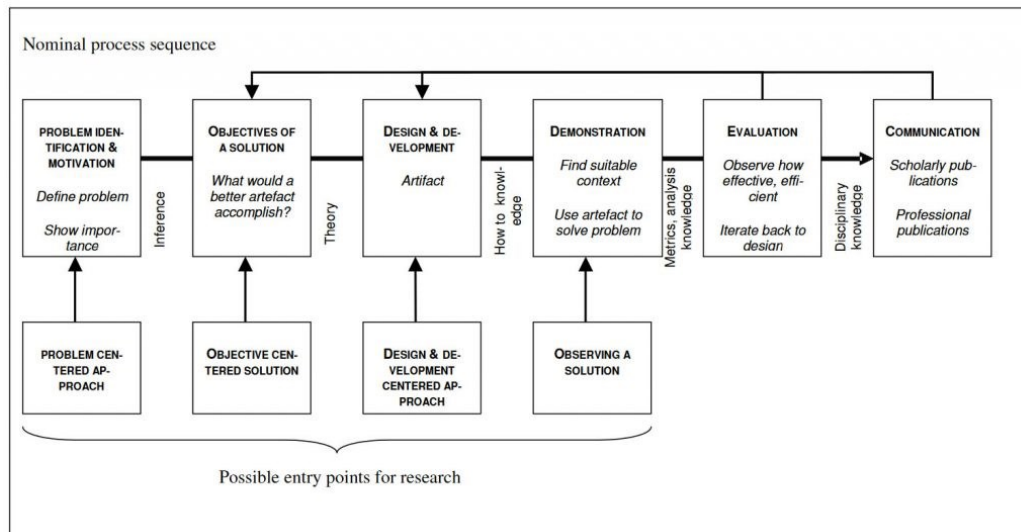 Nominal process sequence
PROBLEM IDEN-
TIFICATION &
MOTIVATION
Define problem
Show impor-
tance
Inference
OBJECTIVES OF
A SOLUTION
What would a
better artefact
accomplish?
Theory
DESIGN & DE-
VELOPMENT
Artifact
How to knowl-
edge
DEMONSTRATION
Find suitable
context
Use artefact to
solve problem
Metrics, analysis
knowledge
EVALUATION
Observe how
effective, effi-
cient
Iterate back to
design
Disciplinary
knowledge
COMMUNICATION
Scholarly pub-
lications
Professional
publications
PROBLEM CEN-
TERED AP-
PROACH
OBJECTIVE CEN-
TERED SOLUTION
DESIGN & DE-
VELOPMENT
CENTERED AP-
PROACH
OBSERVING A
SOLUTION
Possible entry points for research